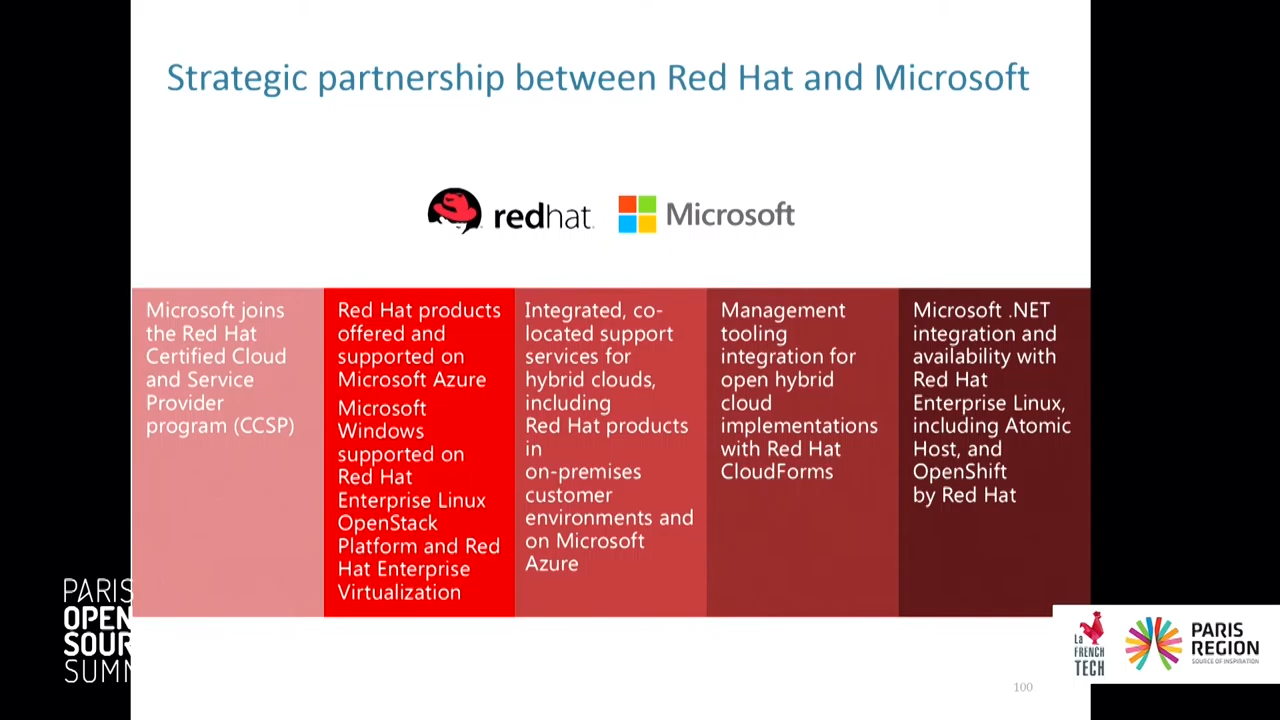 Strategic partnership between Red Hat and Microsoft
redhat.
Microsoft
Microsoft joins
the Red Hat
Certified Cloud
and Service
Provider
program (CCSP)
Red Hat products
offered and
supported on
Microsoft Azure
Microsoft
Windows
supported on
Red Hat
Enterprise Linux
OpenStack
Platform and Red
Hat Enterprise
Virtualization
Integrated, co-
located support
services for
hybrid clouds,
including
Red Hat products
in
on-premises
customer
environments and
on Microsoft
Azure
Management
tooling
integration for
open hybrid
cloud
implementations
with Red Hat
CloudForms
Microsoft .NET
integration and
availability with
Red Hat
Enterprise Linux,
including Atomic
Host, and
OpenShift
by Red Hat
PARIS
OPEN
SOUR
SUMM
La
FRENCH
TECH
PARIS
REGION
SOURCE OF INSPIRATION
100